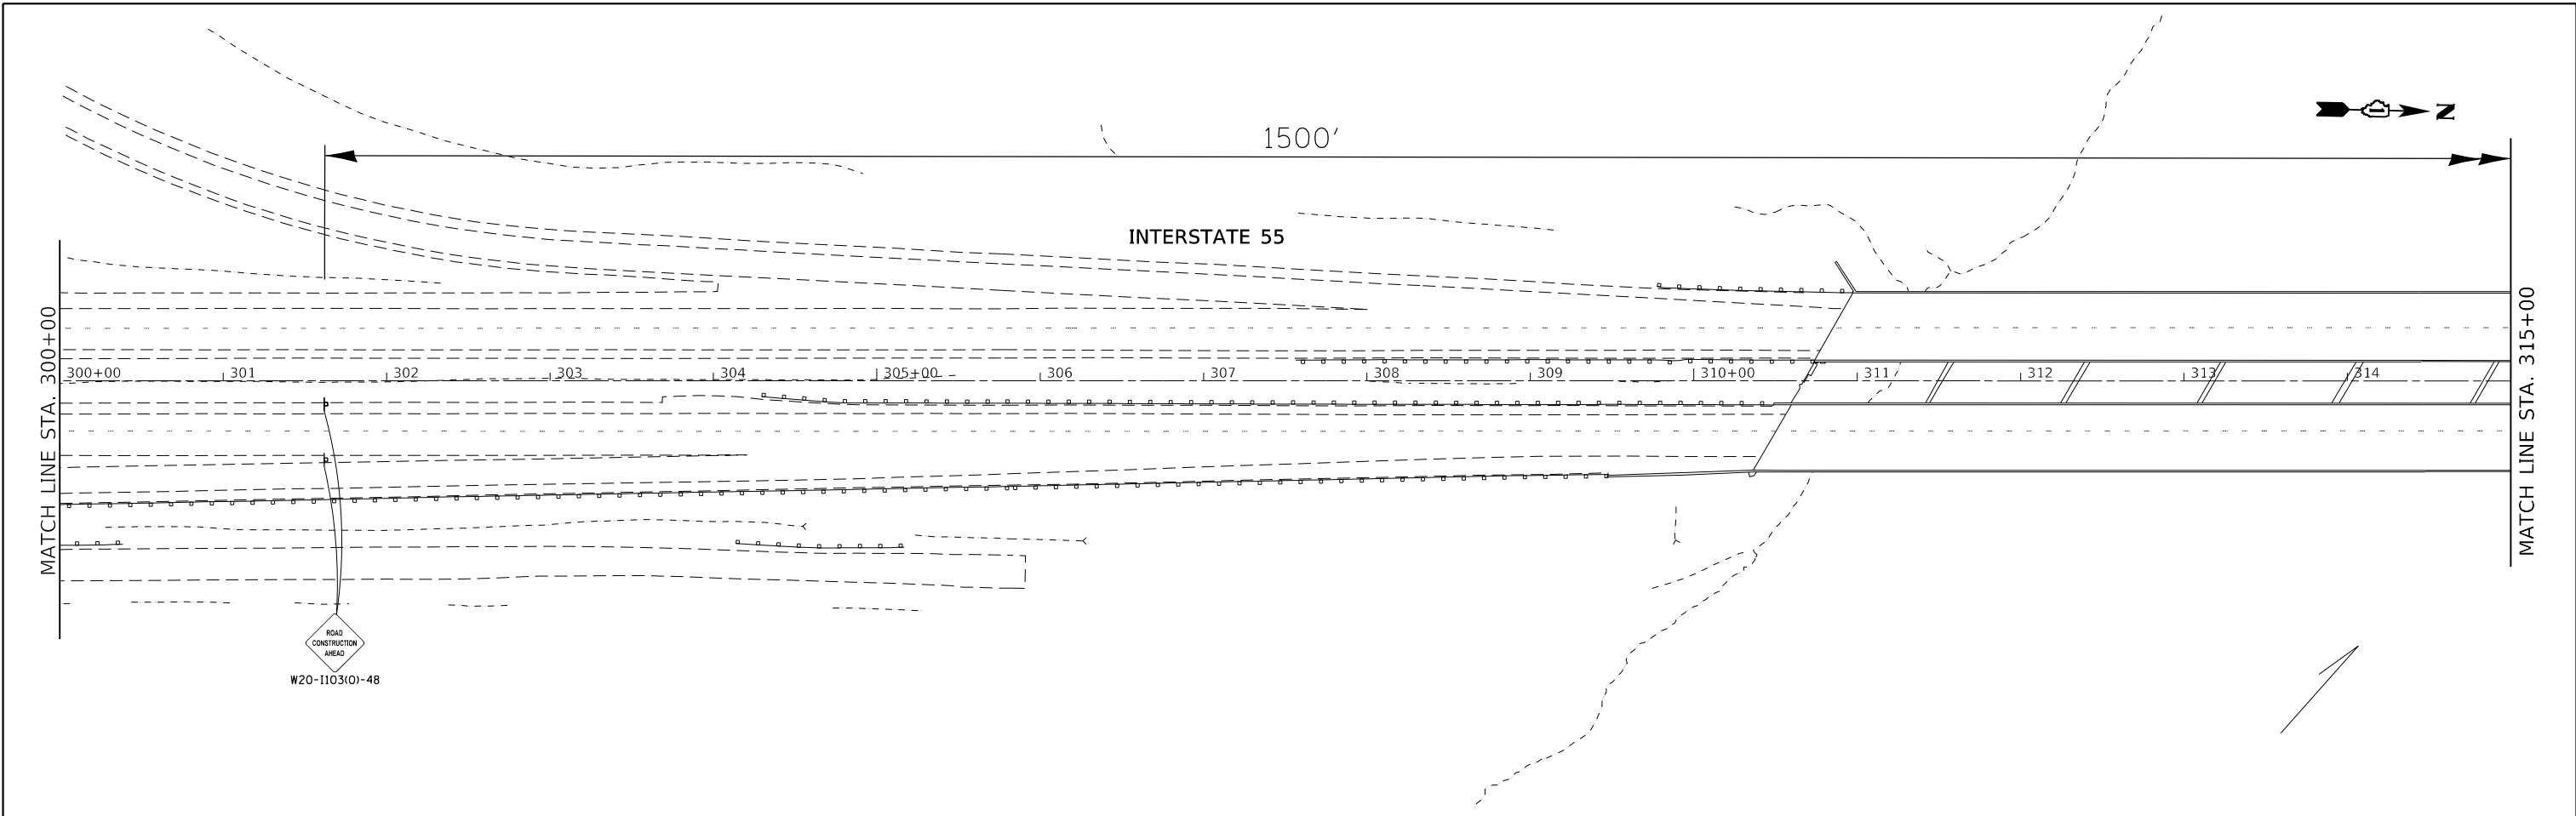 N
1500'
INTERSTATE 55
MATCH LINE STA. 300+00
300+00 301 302 303 304 305+00 306 307 308 309 310+00 311 312 313 314
MATCH LINE STA. 315+00
ROAD
CONSTRUCTION
AHEAD
W20-I103(0)-48